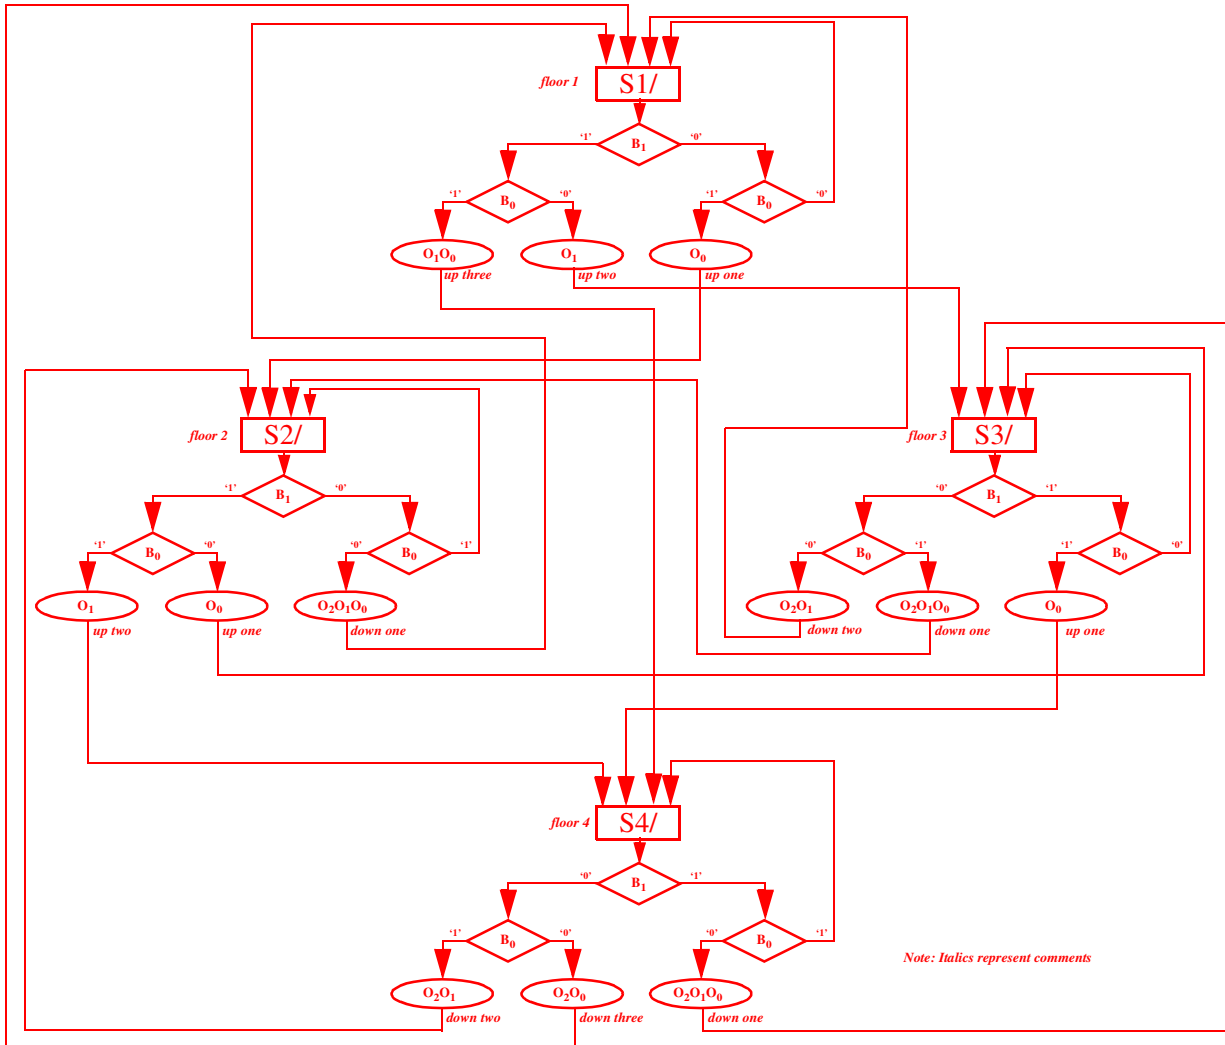 floor 1
S1/
B₁
‘1’ ‘0’
B₀ B₀
‘1’ ‘0’ ‘1’ ‘0’
O₁O₀ O₁ O₀
up three up two up one
floor 2 S2/ floor 3 S3/
B₁ B₁
‘1’ ‘0’ ‘0’ ‘1’
B₀ B₀ B₀ B₀
‘1’ ‘0’ ‘0’ ‘1’ ‘0’ ‘1’ ‘1’ ‘0’
O₁ O₀ O₂O₁O₀ O₂O₁ O₂O₁O₀ O₀
up two up one down one down two down one up one
floor 4
S4/
B₁
‘0’ ‘1’
B₀ B₀
‘1’ ‘0’ ‘0’ ‘1’
Note: Italics represent comments
O₂O₁ O₂O₀ O₂O₁O₀
down two down three down one